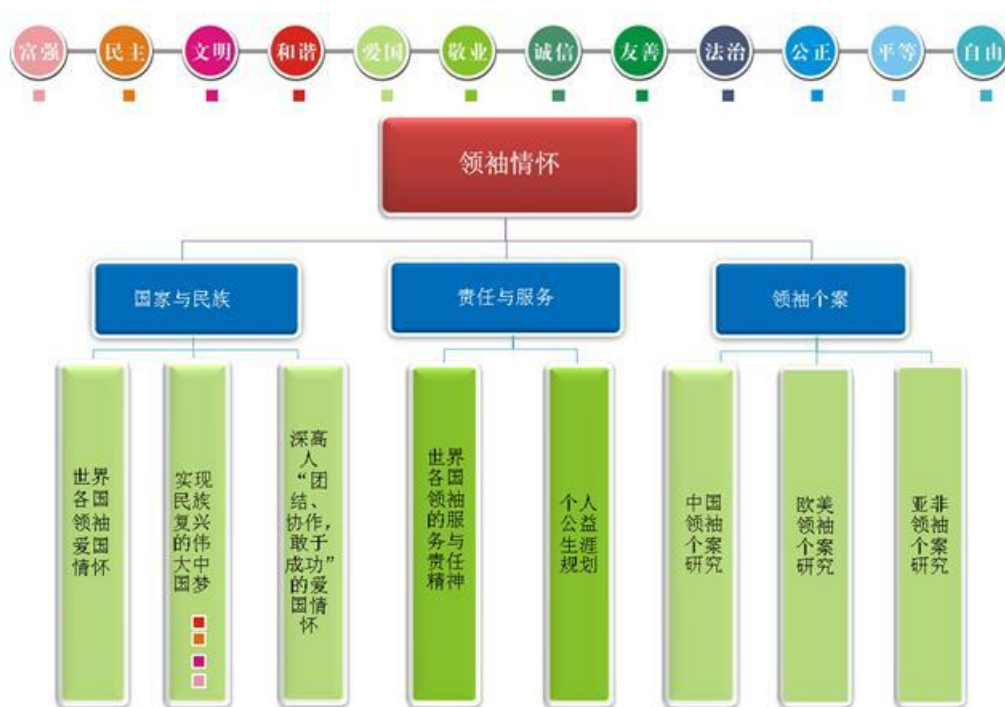 富强 民主 文明 和谐 爱国 敬业 诚信 友善 法治 公正 平等 自由
领袖情怀
国家与民族
责任与服务
领袖个案
世界
各国
领袖
爱国
情怀
实现
民族
复兴
的伟
大中
国梦
深高
人
“团
结、
协作，
敢于
成功”
的爱
国情
怀
世界
各国
领袖
的服
务与
责任
精神
个人
公益
生涯
规划
中国
领袖
个案
研究
欧美
领袖
个案
研究
亚非
领袖
个案
研究